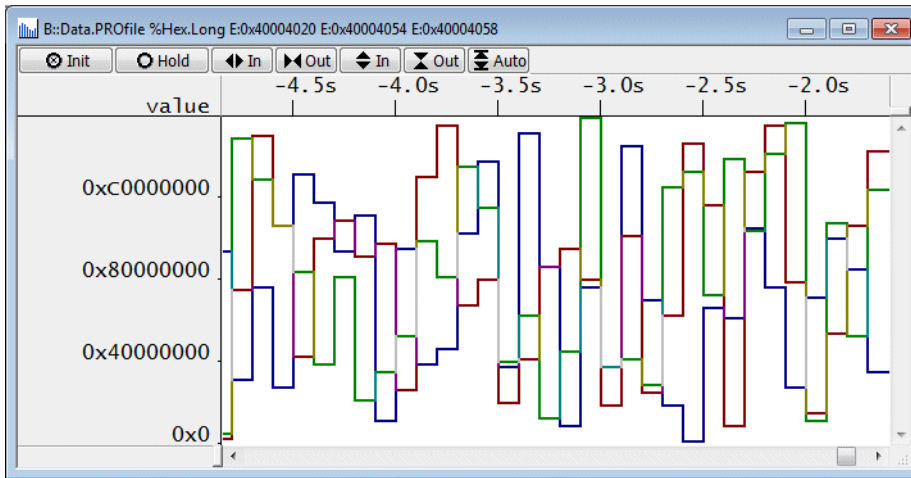 B::Data.PROfile %Hex.Long E:0x40004020 E:0x40004054 E:0x40004058
Init Hold In Out In Out Auto
-4.5s -4.0s -3.5s -3.0s -2.5s -2.0s
value
0xC0000000
0x80000000
0x40000000
0x0